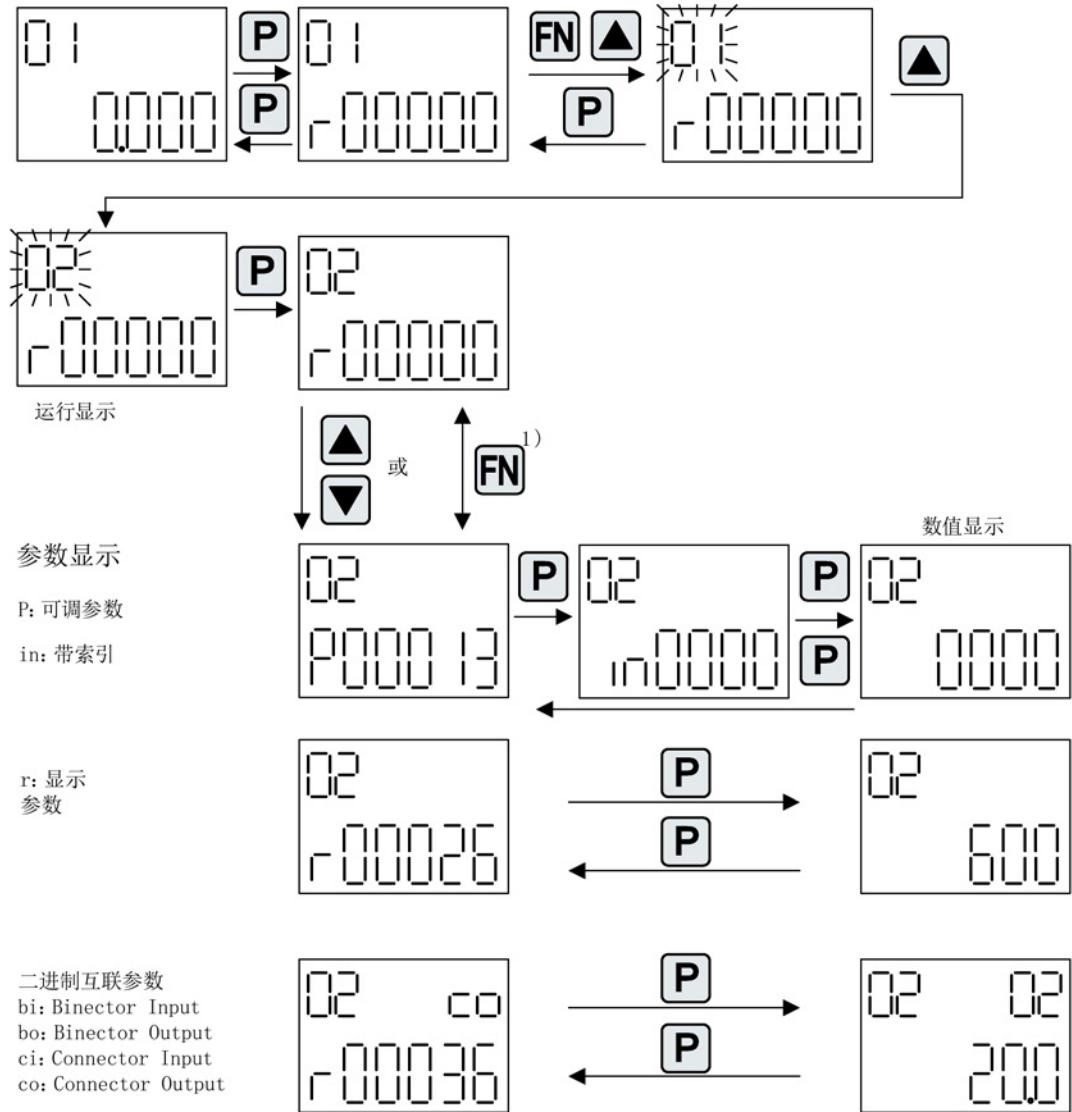 01
P
01
FN
01
0.000
P
r00000
P
r00000
02
P
02
r00000
r00000
运行显示
或
FN
1)
数值显示
参数显示
P: 可调参数
in: 带索引
02
P
02
P
02
P00013
in0000
P
0000
r: 显示
参数
02
P
02
r00026
P
600
二进制互联参数
bi: Binector Input
bo: Binector Output
ci: Connector Input
co: Connector Output
02 co
P
02 02
r00036
P
20.0